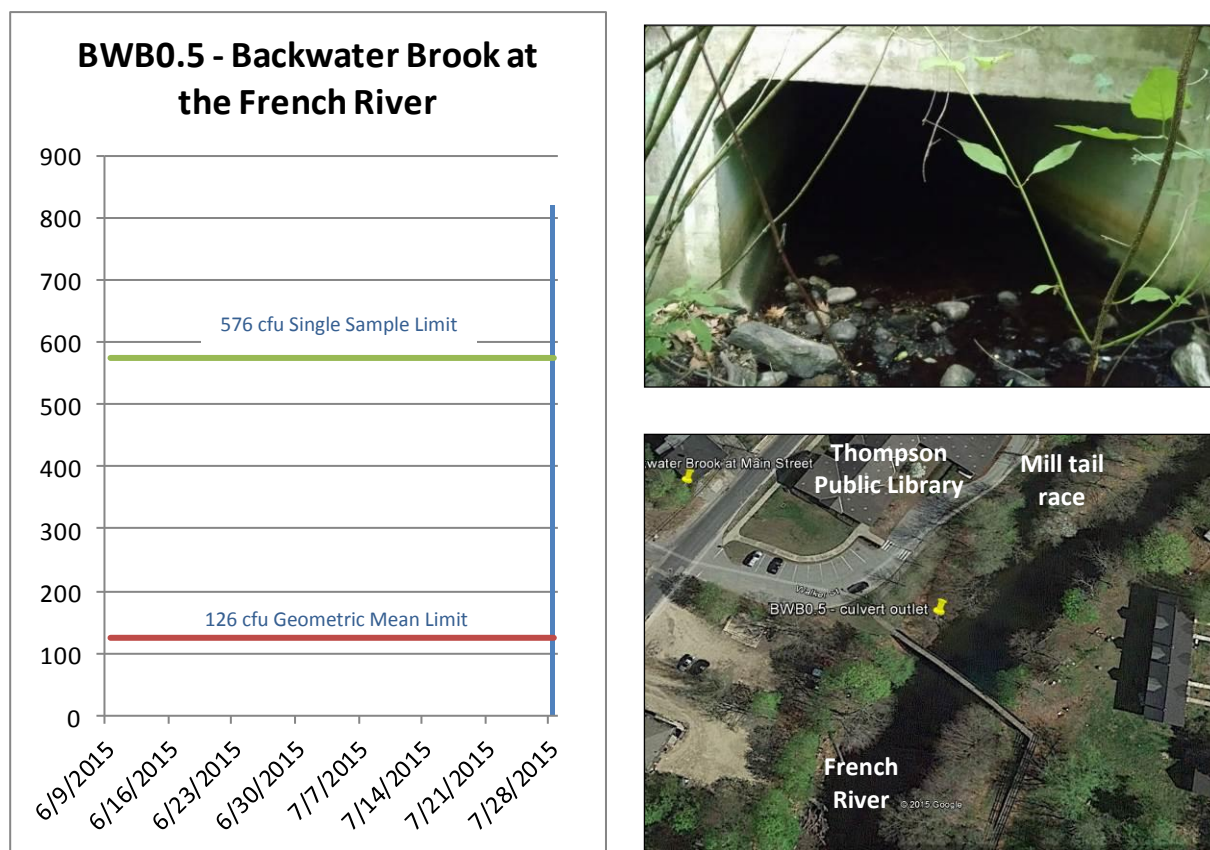 BWB0.5 - Backwater Brook at
the French River
900
800
700
600
500
400
300
200
100
0
576 cfu Single Sample Limit
126 cfu Geometric Mean Limit
6/9/2015
6/16/2015
6/23/2015
6/30/2015
7/7/2015
7/14/2015
7/21/2015
7/28/2015
water Brook at Main Street
Thompson
Public Library
Mill tail
race
Walker St
BWB0.5 - culvert outlet
French
River
© 2015 Google